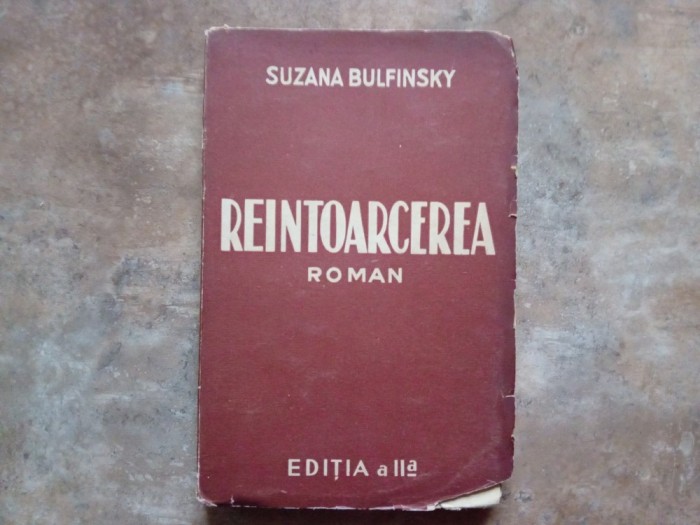 SUZANA BULFINSKY
REINTOARCEREA
ROMAN
EDIȚIA a IIa